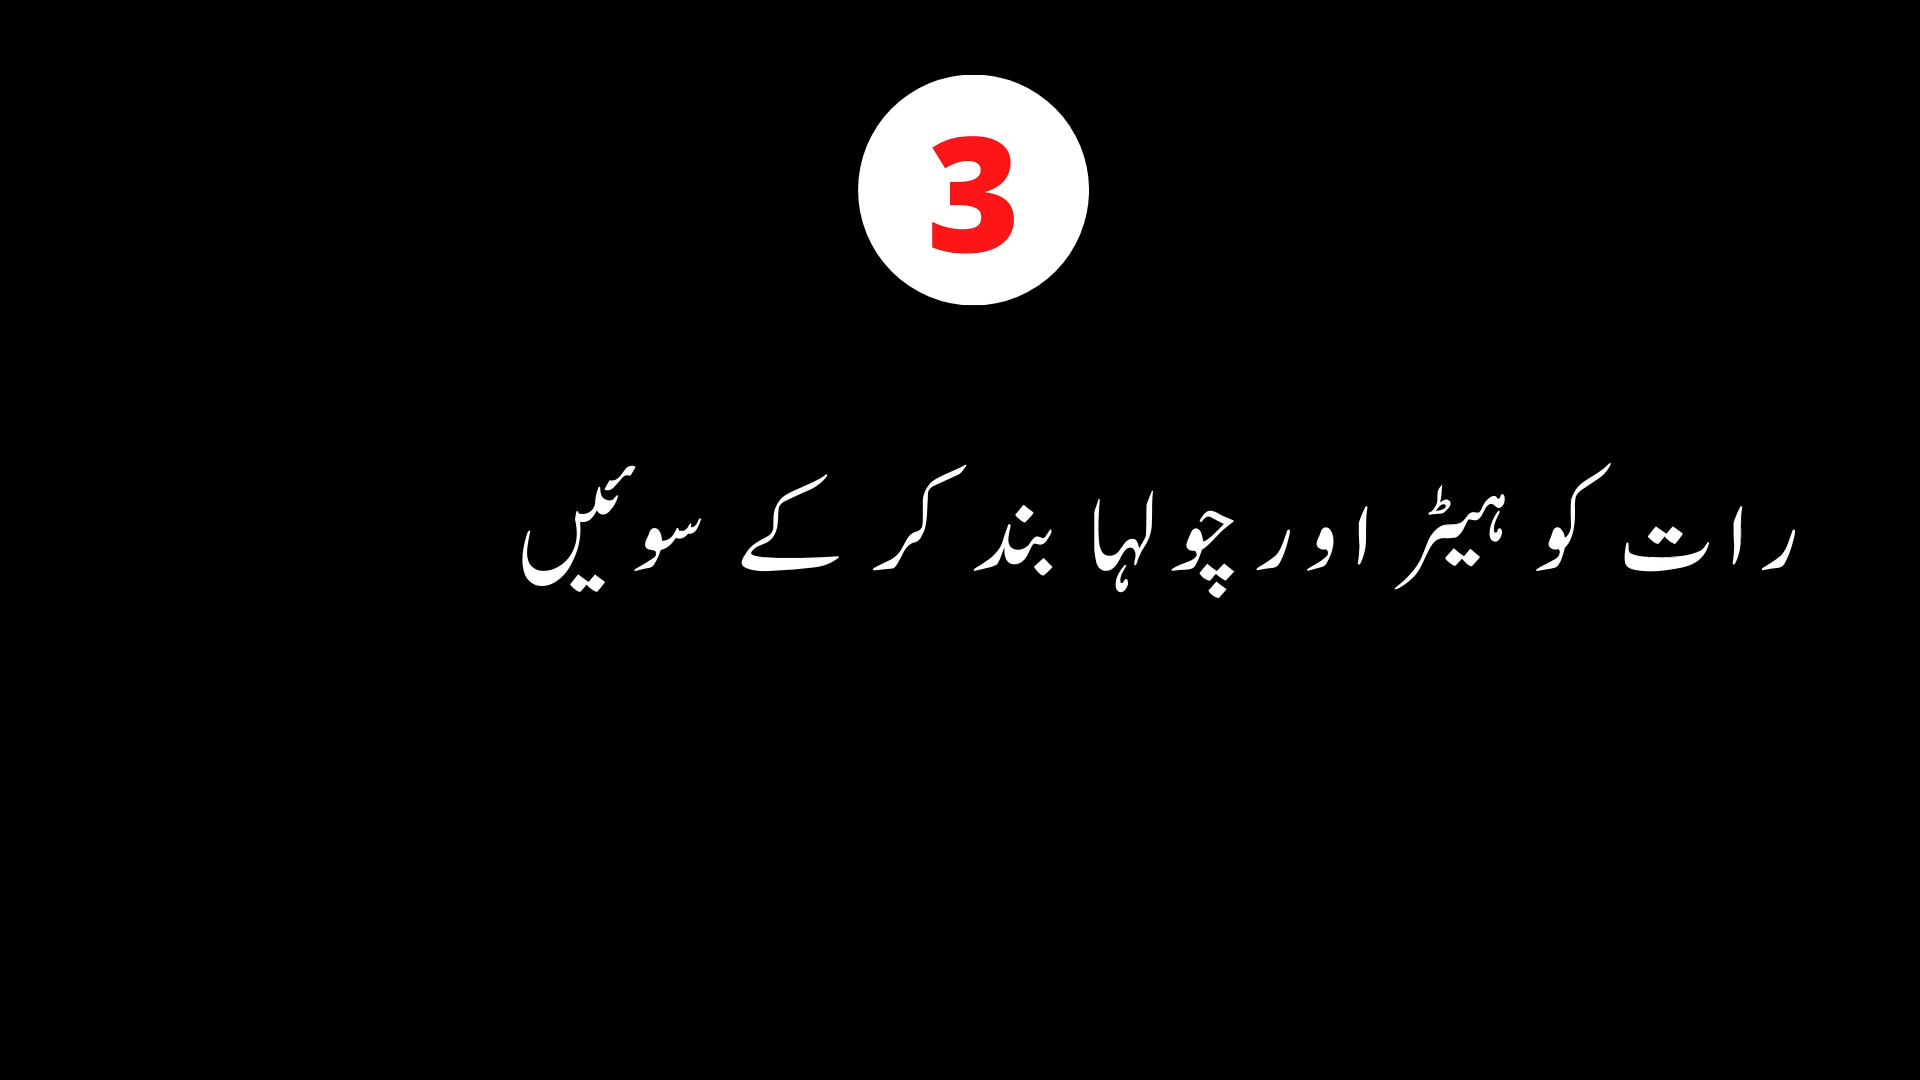 3
رات کو ہیٹر اور چولہا بند کر کے سوئیں